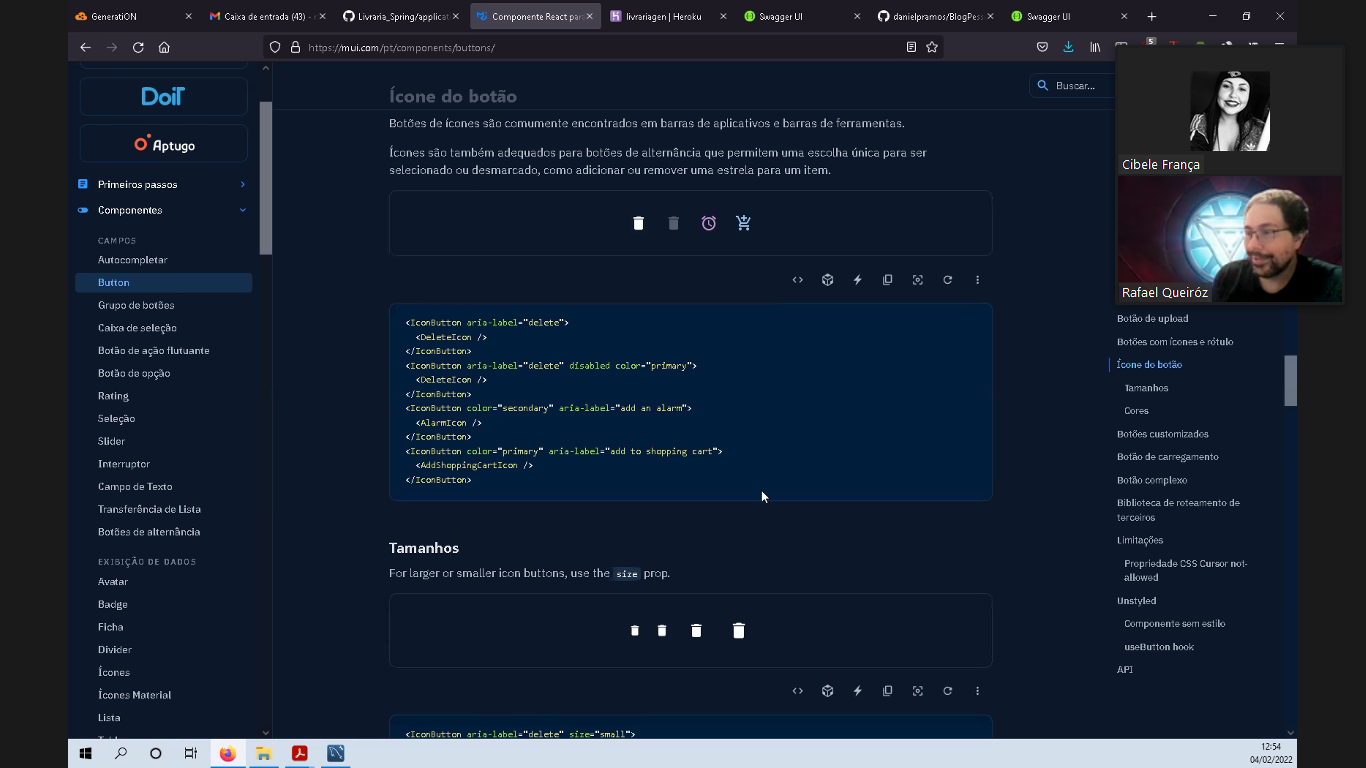 GeneratiON
Caixa de entrada (43) -
Livraria_Spring/applicat
Componente React par
livrariagen | Heroku
Swagger UI
danielpramos/BlogPess
Swagger UI
https://mui.com/pt/components/buttons/
5
DoiT
Aptugo
Primeiros passos
Componentes
CAMPOS
Autocompletar
Button
Grupo de botões
Caixa de seleção
Botão de ação flutuante
Botão de opção
Rating
Seleção
Slider
Interruptor
Campo de Texto
Transferência de Lista
Botões de alternância
EXIBIÇÃO DE DADOS
Avatar
Badge
Ficha
Divider
Ícones
Ícones Material
Lista
Ícone do botão
Buscar...
Botões de ícones são comumente encontrados em barras de aplicativos e barras de ferramentas.
Ícones são também adequados para botões de alternância que permitem uma escolha única para ser
selecionado ou desmarcado, como adicionar ou remover uma estrela para um item.
<IconButton aria-label="delete">
<DeleteIcon />
</IconButton>
<IconButton aria-label="delete" disabled color="primary">
<DeleteIcon />
</IconButton>
<IconButton color="secondary" aria-label="add an alarm">
<AlarmIcon />
</IconButton>
<IconButton color="primary" aria-label="add to shopping cart">
<AddShoppingCartIcon />
</IconButton>
Tamanhos
For larger or smaller icon buttons, use the size prop.
<IconButton aria-label="delete" size="small">
Cibele França
Rafael Queiróz
Botão de upload
Botões com ícones e rótulo
Ícone do botão
Tamanhos
Cores
Botões customizados
Botão de carregamento
Botão complexo
Biblioteca de roteamento de
terceiros
Limitações
Propriedade CSS Cursor not-
allowed
Unstyled
Componente sem estilo
useButton hook
API
12:54
04/02/2022